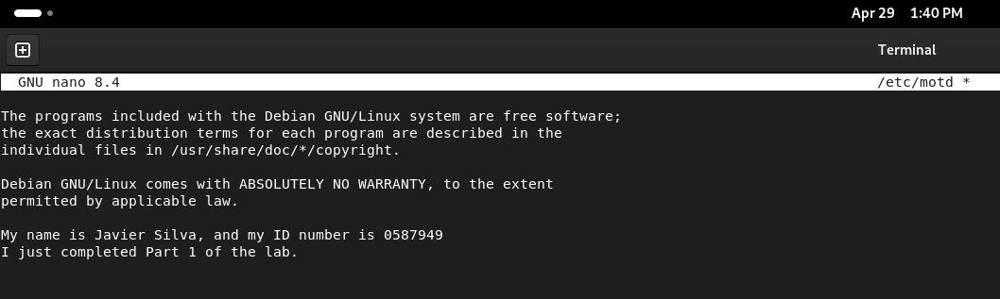 Apr 29 1:40 PM
Terminal
GNU nano 8.4 /etc/motd *
The programs included with the Debian GNU/Linux system are free software;
the exact distribution terms for each program are described in the
individual files in /usr/share/doc/*/copyright.
Debian GNU/Linux comes with ABSOLUTELY NO WARRANTY, to the extent
permitted by applicable law.
My name is Javier Silva, and my ID number is 0587949
I just completed Part 1 of the lab.